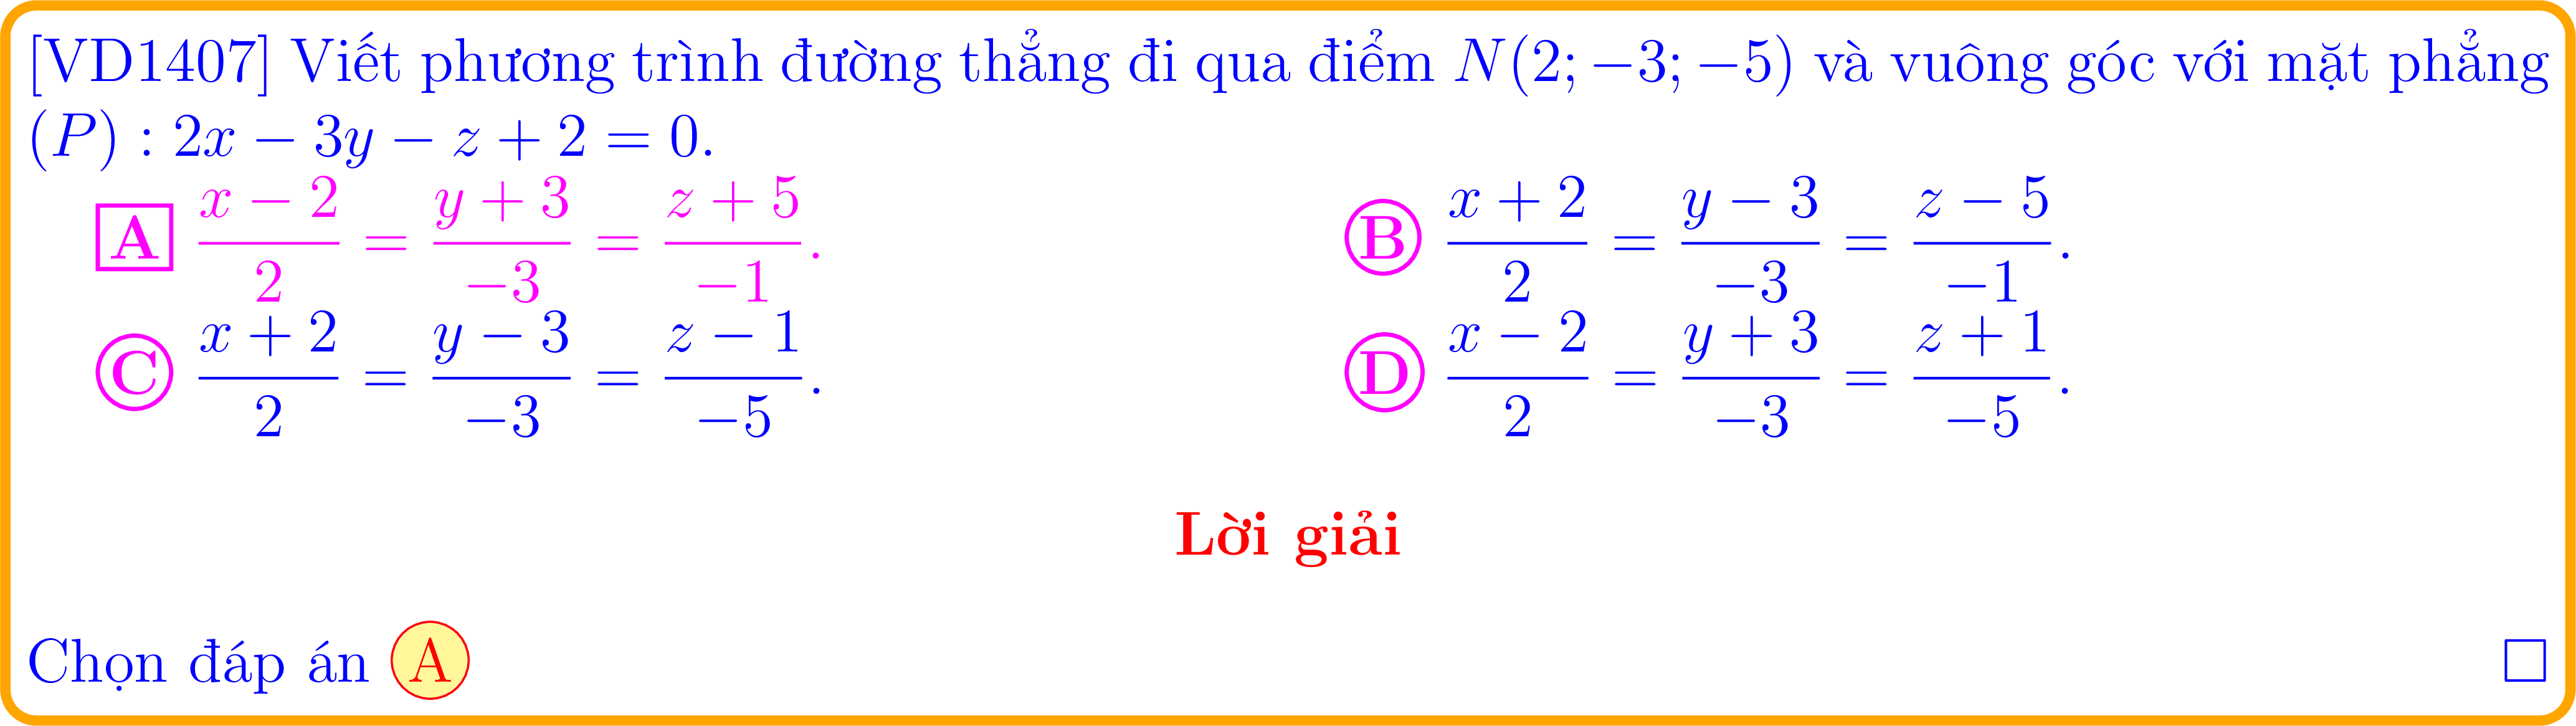 [VD1407] Viết phương trình đường thẳng đi qua điểm N(2; −3; −5) và vuông góc với mặt phẳng
(P) : 2x − 3y − z + 2 = 0.
A \frac{x − 2}{2} = \frac{y + 3}{−3} = \frac{z + 5}{−1}. B \frac{x + 2}{2} = \frac{y − 3}{−3} = \frac{z − 5}{−1}.
C \frac{x + 2}{2} = \frac{y − 3}{−3} = \frac{z − 1}{−5}. D \frac{x − 2}{2} = \frac{y + 3}{−3} = \frac{z + 1}{−5}.
Lời giải
Chọn đáp án A □